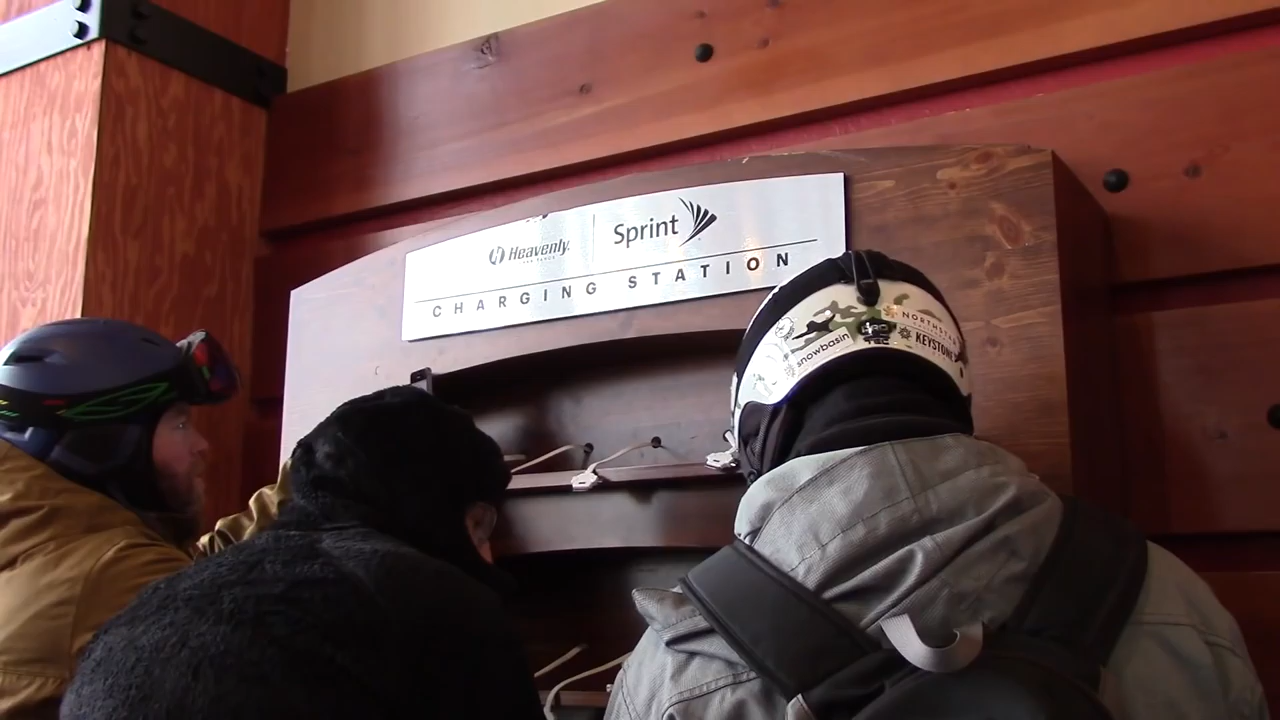 Heavenly
Sprint
CHARGING STATION
NORTHSTAR
snowbasin
KEYSTONE